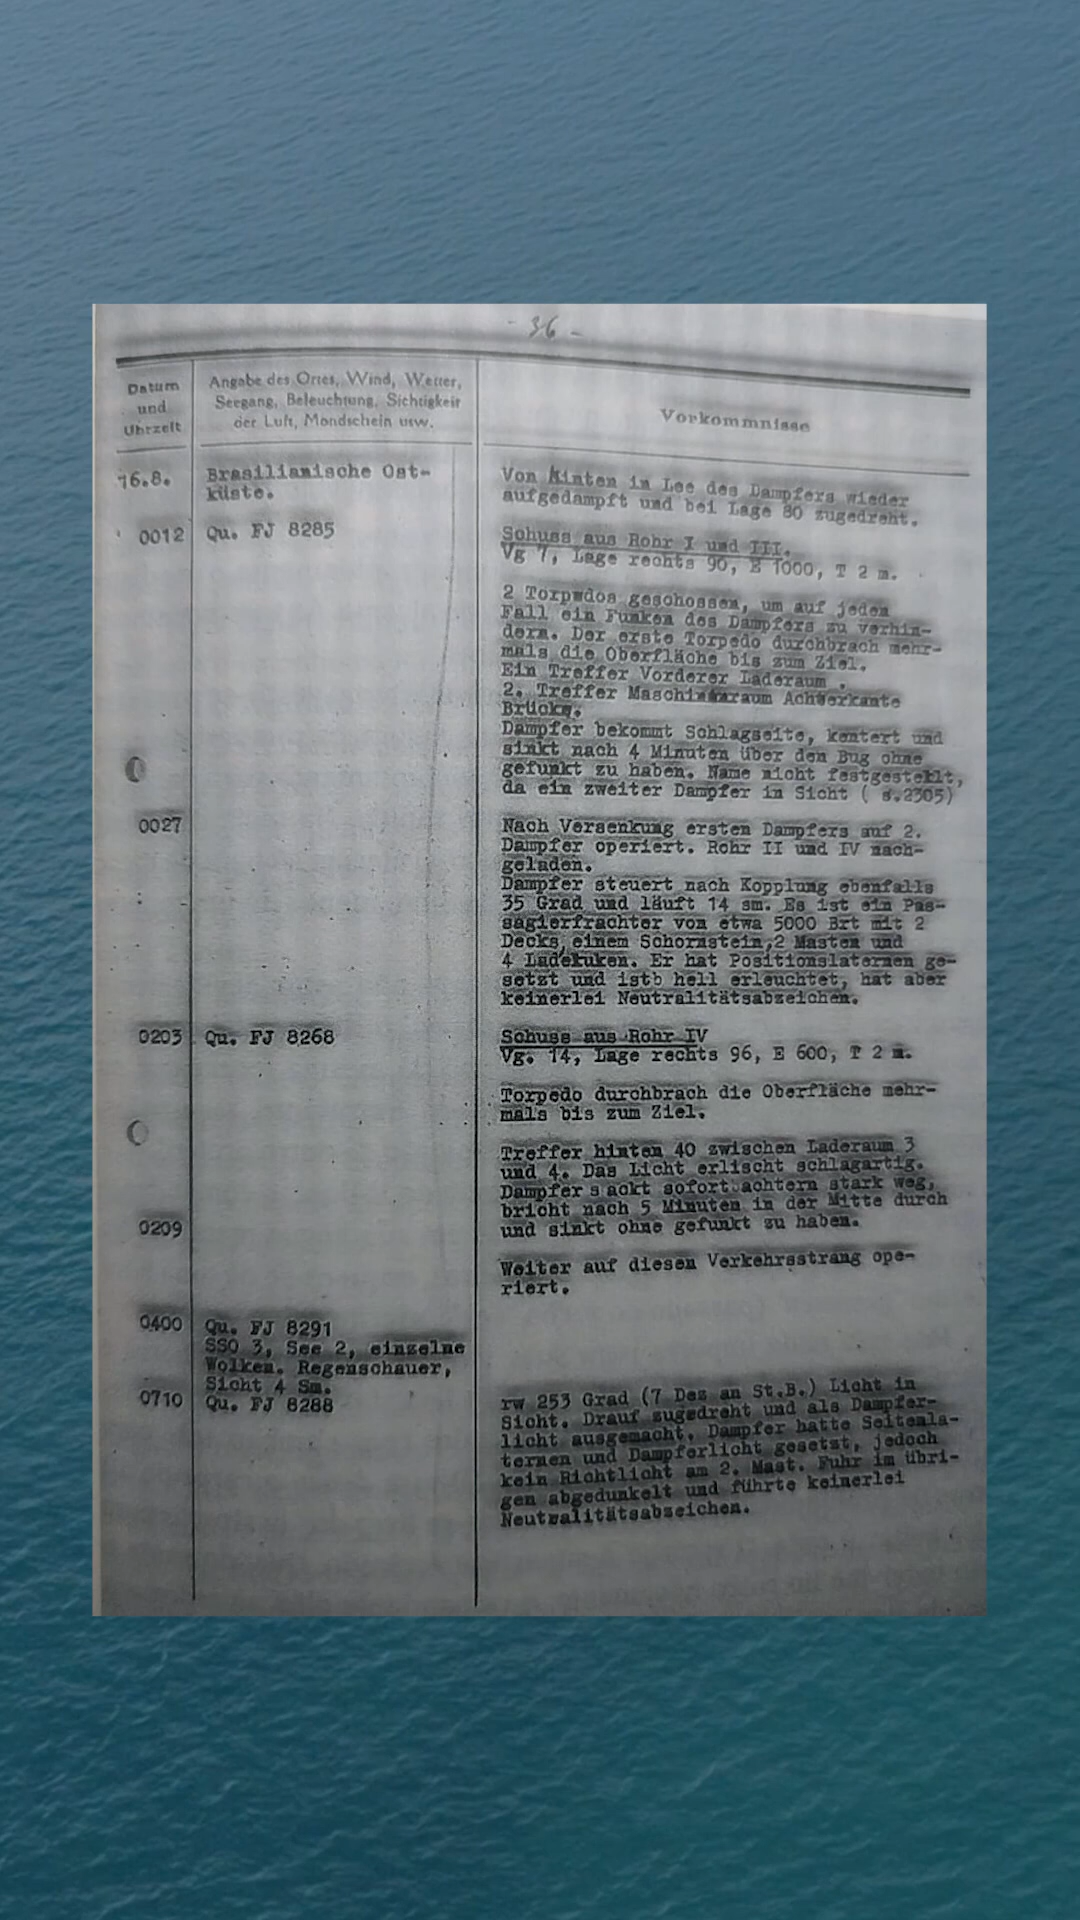 - 36 -
Datum
und
Uhrzeit
Angabe des Ortes, Wind, Wetter,
Seegang, Beleuchtung, Sichtigkeit
der Luft, Mondschein usw.
Vorkommnisse
16.8.
Brasilianische Ost-
küste.
Von hinten in Lee des Dampfers wieder
aufgedampft und bei Lage 80 zugedreht.
0012
Qu. FJ 8285
Schuss aus Rohr I und III.
Vg 7, Lage rechts 90, E 1000, T 2 m.
2 Torpedos geschossen, um auf jeden
Fall ein Funken des Dampfers zu verhin-
dern. Der erste Torpedo durchbrach mehr-
mals die Oberfläche bis zum Ziel.
Ein Treffer Vorderer Laderaum .
2. Treffer Maschinenraum Achterkante
Brücke.
Dampfer bekommt Schlagseite, kentert und
sinkt nach 4 Minuten über den Bug ohne
gefunkt zu haben. Name nicht festgestellt,
da ein zweiter Dampfer in Sicht ( s.2305)
0027
Nach Versenkung ersten Dampfers auf 2.
Dampfer operiert. Rohr II und IV nach-
geladen.
Dampfer steuert nach Kopplung ebenfalls
35 Grad und läuft 14 sm. Es ist ein Pas-
sagierfrachter von etwa 5000 Brt mit 2
Decks, einem Schornstein, 2 Masten und
4 Ladeluken. Er hat Positionslaternen ge-
setzt und istb hell erleuchtet, hat aber
keinerlei Neutralitätsabzeichen.
0203
Qu. FJ 8268
Schuss aus Rohr IV
Vg. 14, Lage rechts 96, E 600, T 2 m.
Torpedo durchbrach die Oberfläche mehr-
mals bis zum Ziel.
Treffer hinten 40 zwischen Laderaum 3
und 4. Das Licht erlischt schlagartig.
Dampfer s ackt sofort achtern stark weg,
bricht nach 5 Minuten in der Mitte durch
0209
und sinkt ohne gefunkt zu haben.
Weiter auf diesen Verkehrsstrang ope-
riert.
0400
Qu. FJ 8291
SSO 3, See 2, einzelne
Wolken. Regenschauer,
Sicht 4 Sm.
0710
Qu. FJ 8288
rw 253 Grad (7 Dez an St.B.) Licht in
Sicht. Drauf zugedreht und als Dampfer-
licht ausgemacht. Dampfer hatte Seitenla-
ternen und Dampferlicht gesetzt, jedoch
kein Richtlicht am 2. Mast. Fuhr im übri-
gen abgedunkelt und führte keinerlei
Neutralitätsabzeichen.